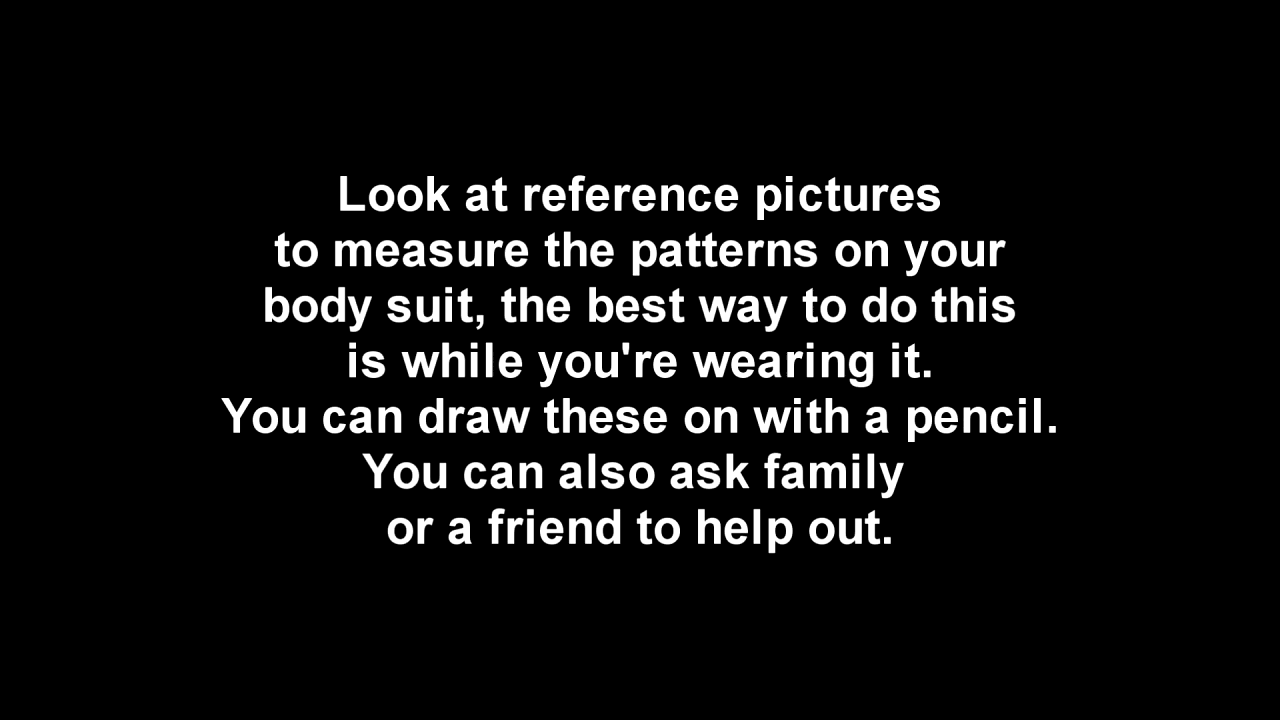 Look at reference pictures
to measure the patterns on your
body suit, the best way to do this
is while you're wearing it.
You can draw these on with a pencil.
You can also ask family
or a friend to help out.